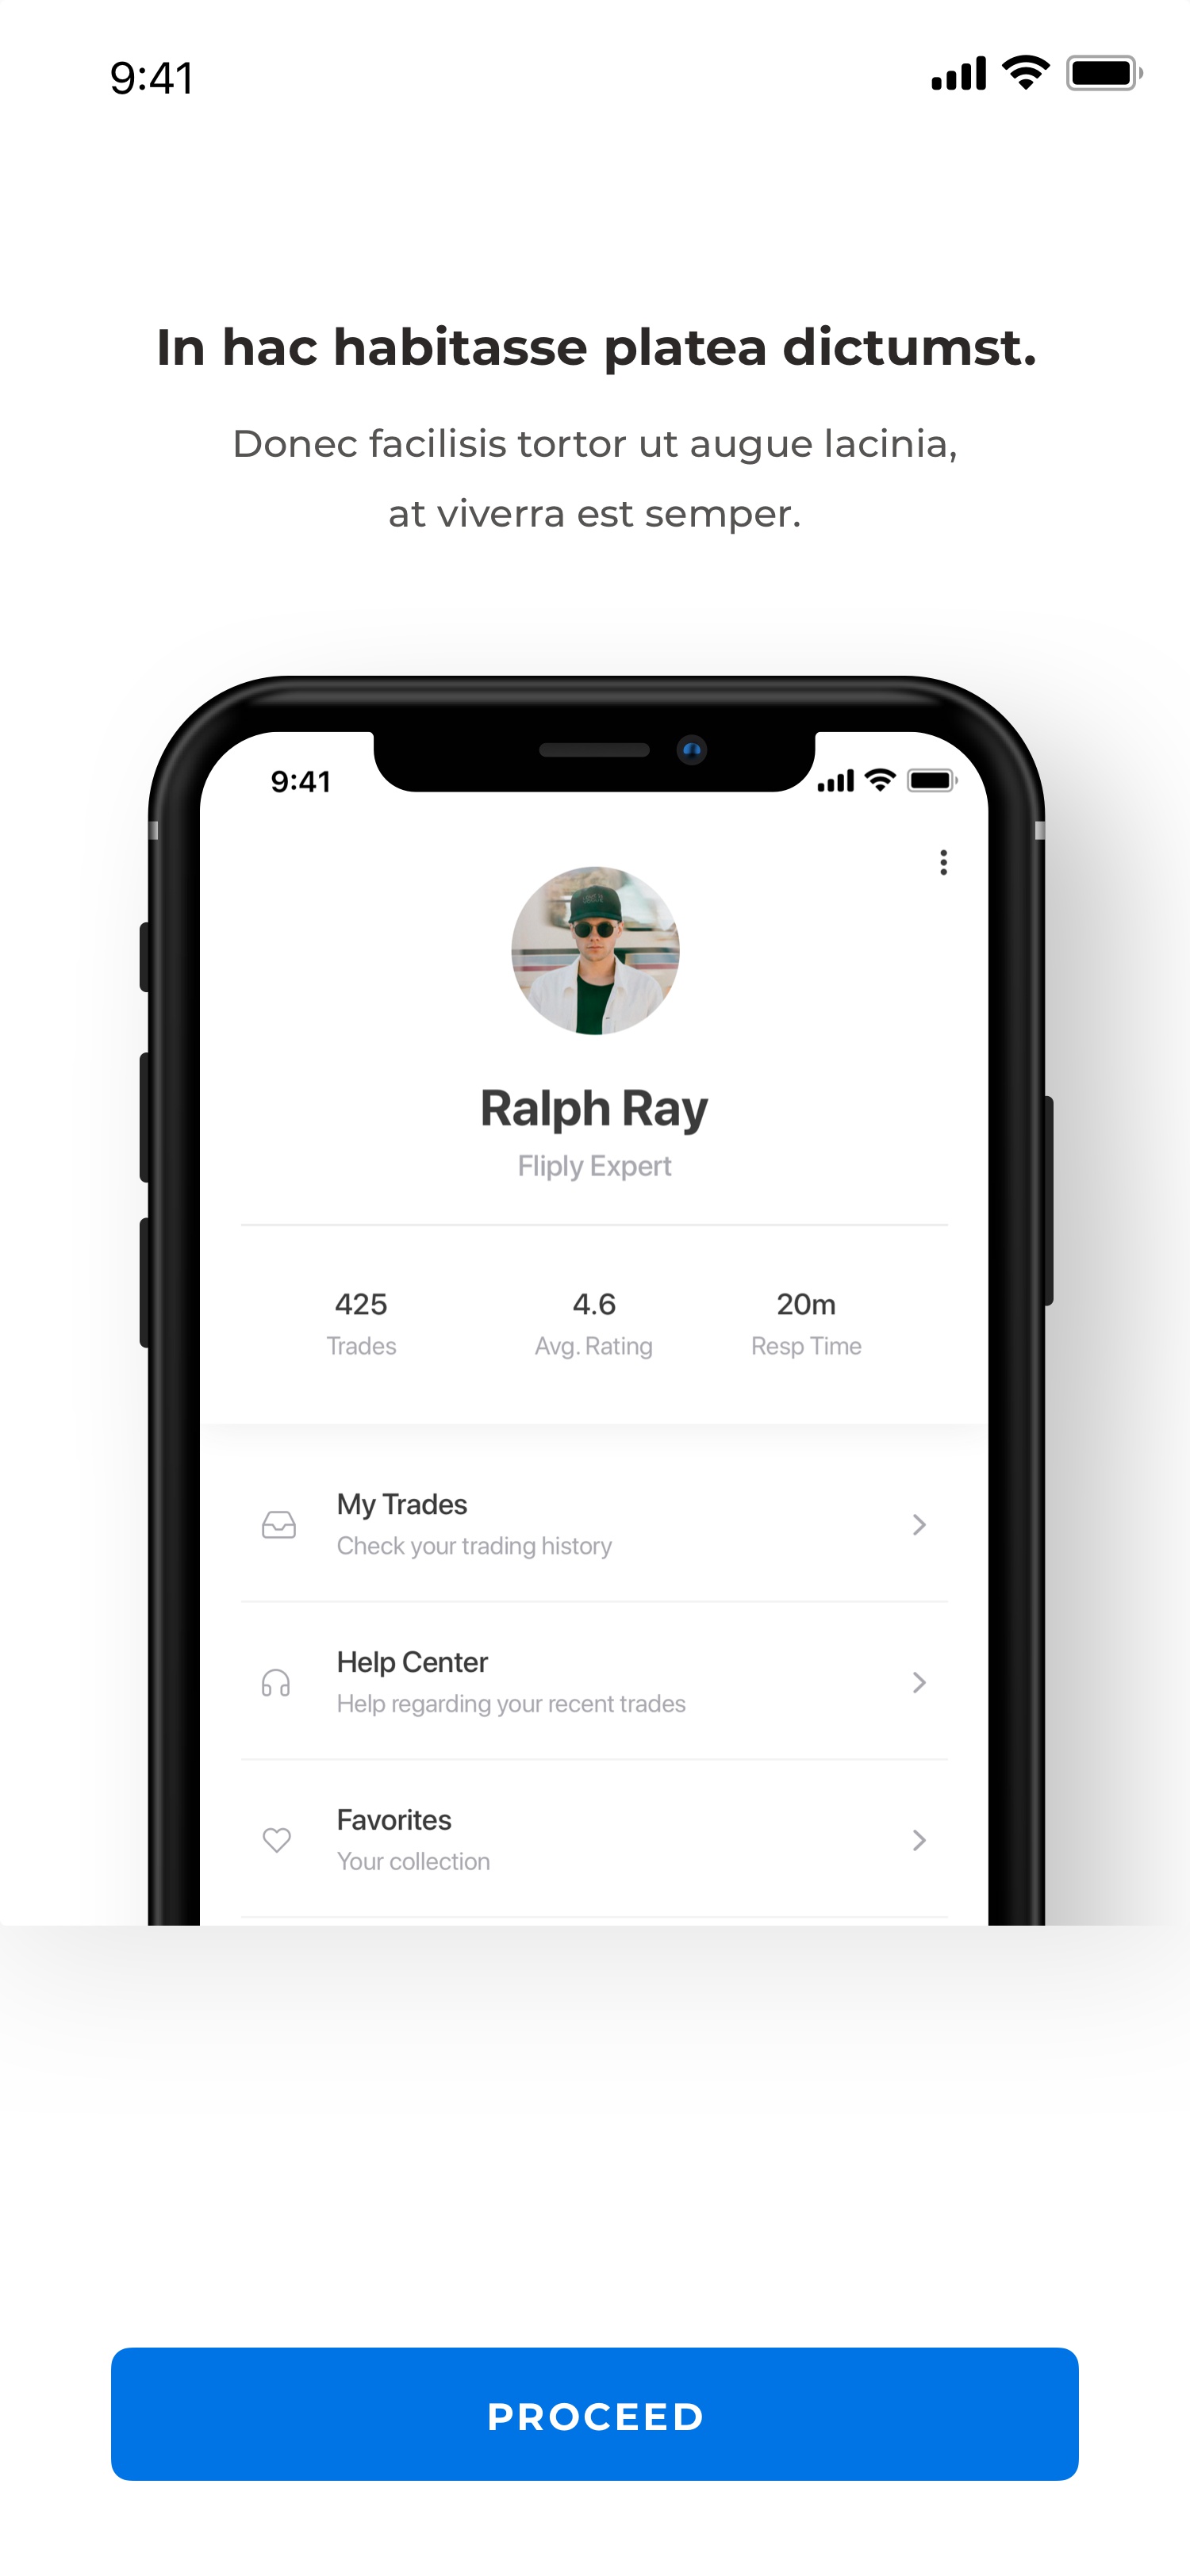 9:41
In hac habitasse platea dictumst.
Donec facilisis tortor ut augue lacinia,
at viverra est semper.
9:41
Ralph Ray
Fliply Expert
425 4.6 20m
Trades Avg. Rating Resp Time
My Trades
Check your trading history
Help Center
Help regarding your recent trades
Favorites
Your collection
PROCEED